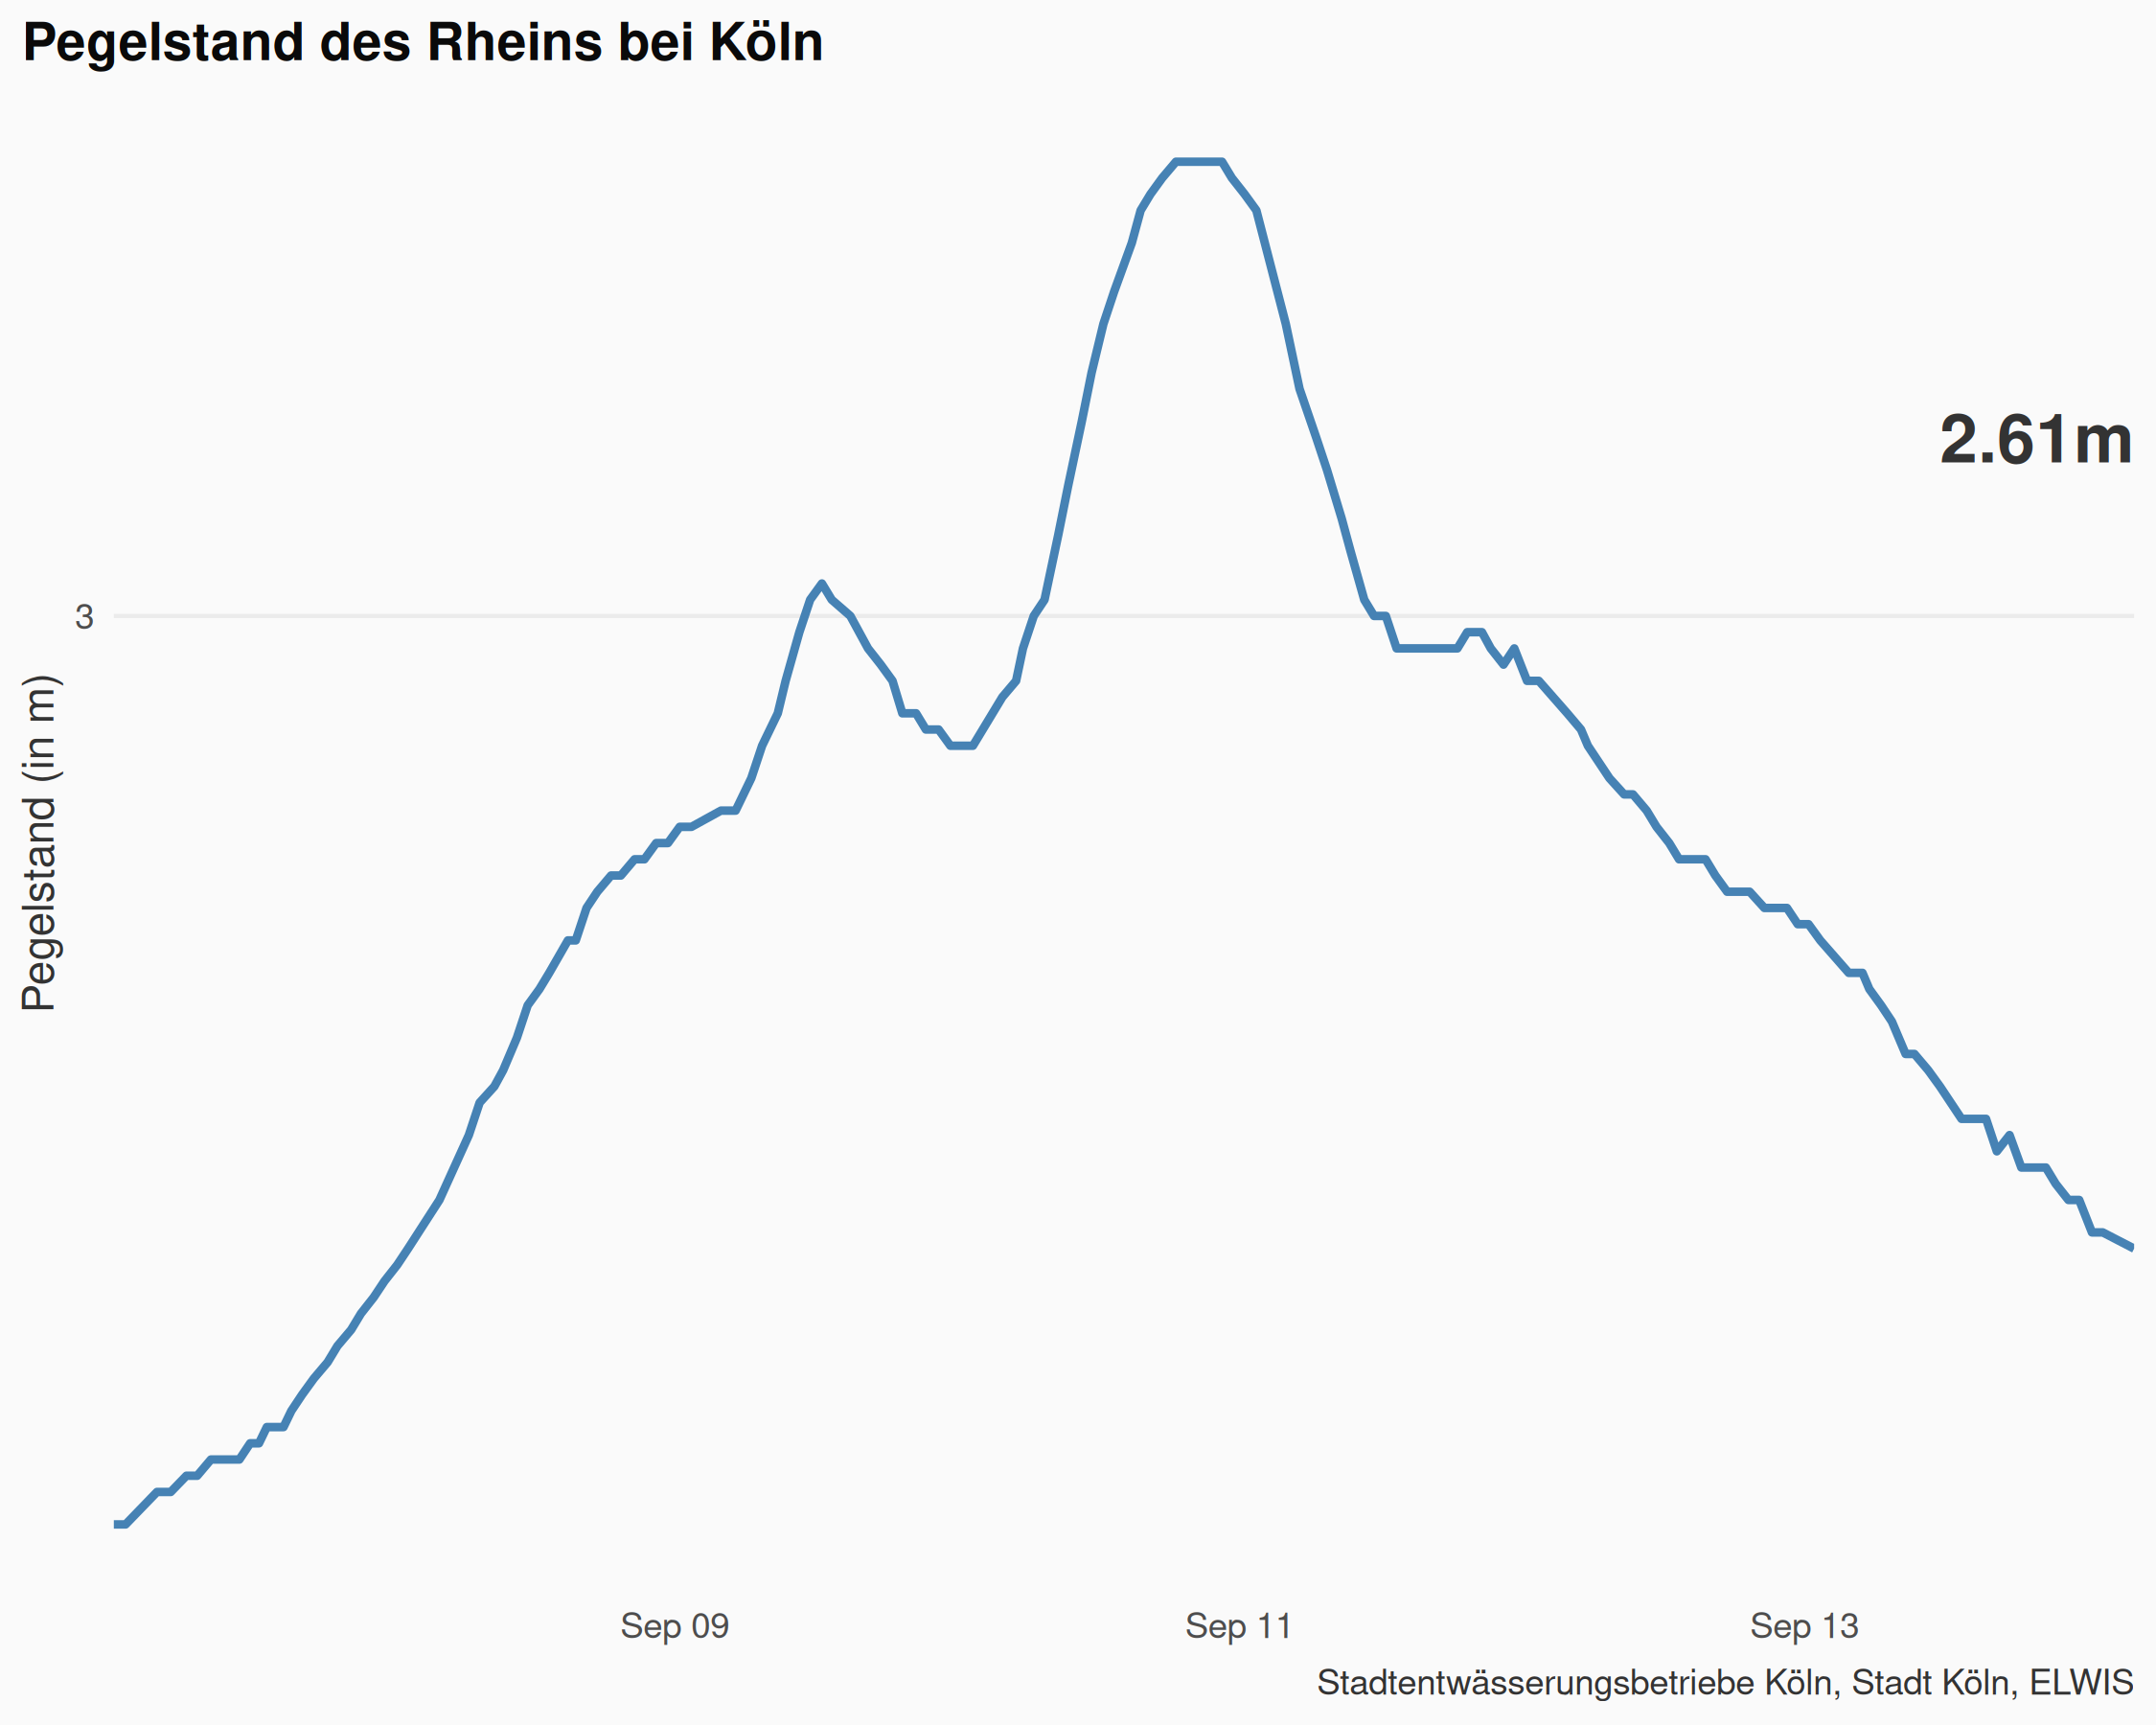 Pegelstand des Rheins bei Köln
2.61m
3
Pegelstand (in m)
Sep 09
Sep 11
Sep 13
Stadtentwässerungsbetriebe Köln, Stadt Köln, ELWIS